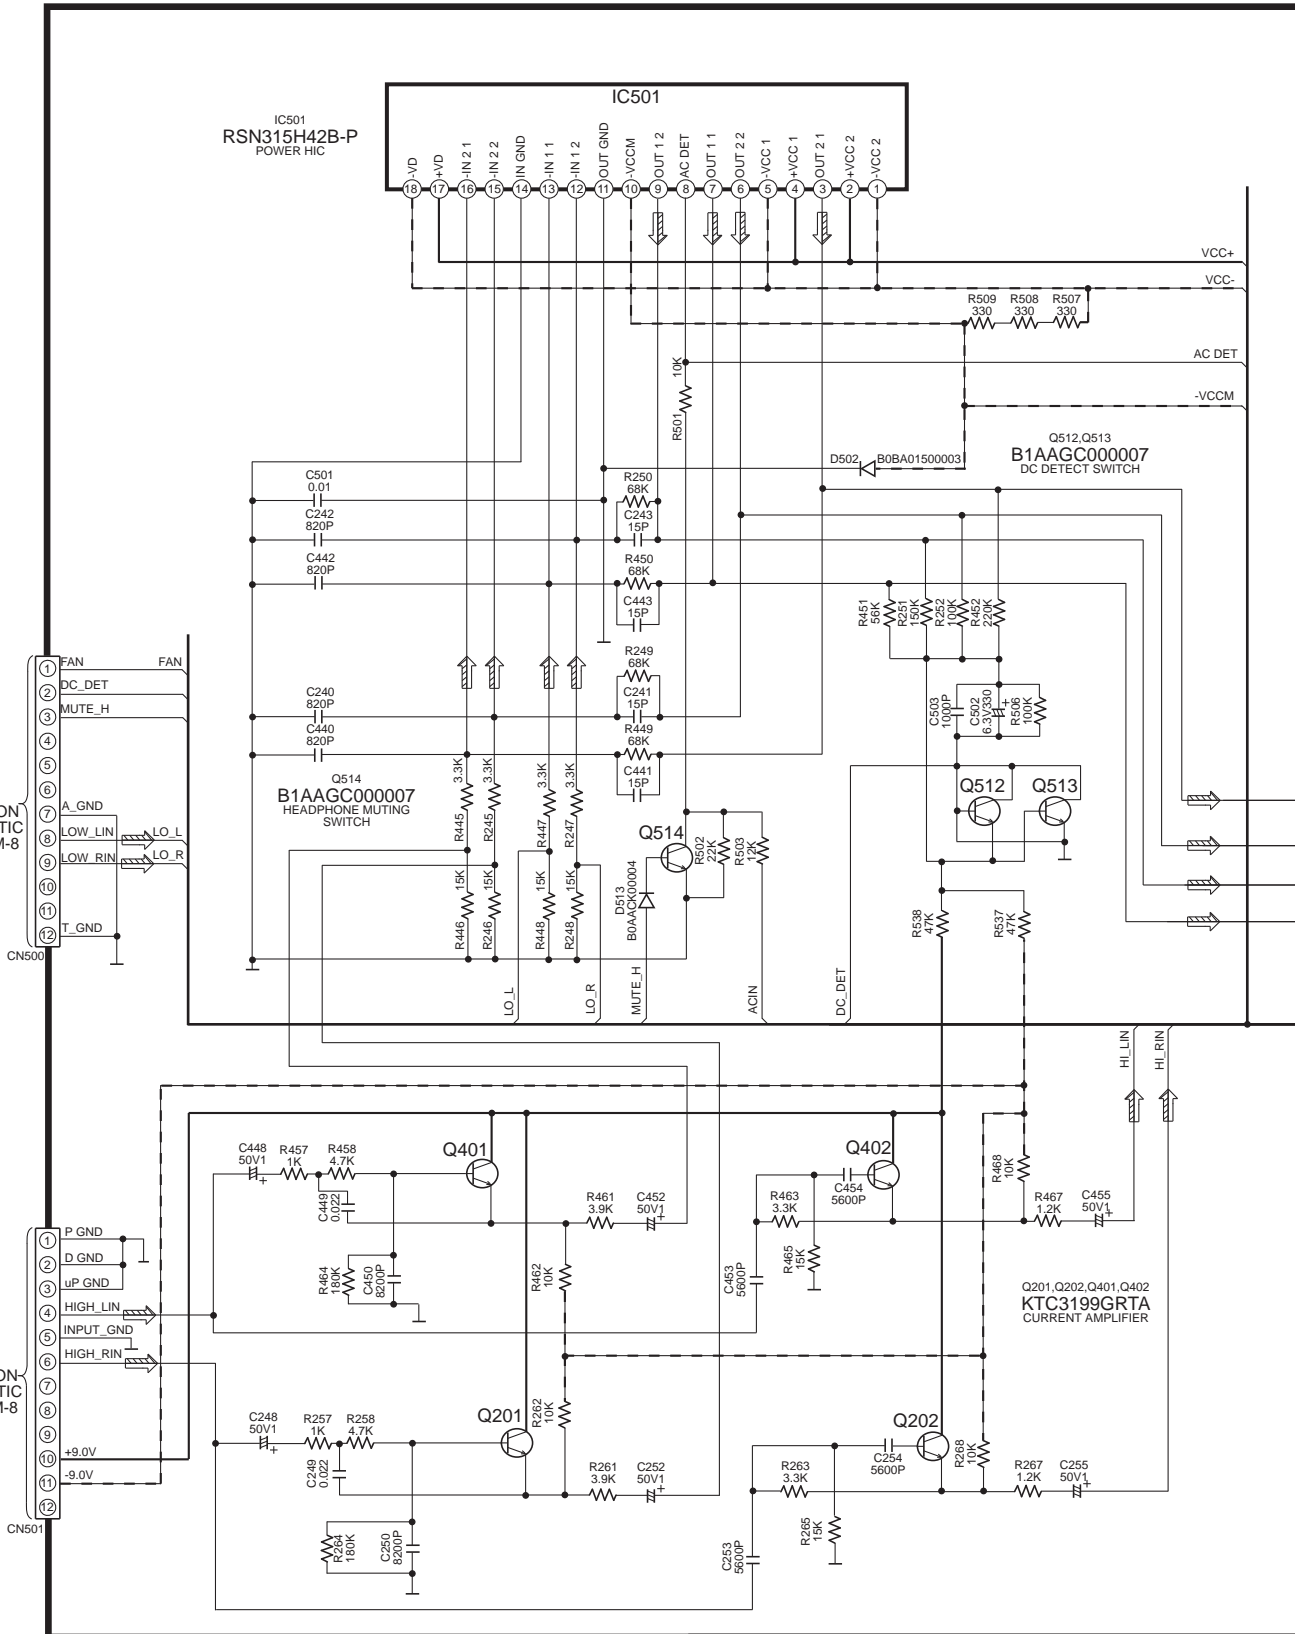 IC501
IC501
RSN315H42B-P
POWER HIC
-VD
+VD
-IN 2 1
-IN 2 2
IN GND
-IN 1 1
-IN 1 2
OUT GND
-VCCM
OUT 1 2
AC DET
OUT 1 1
OUT 2 2
-VCC 1
+VCC 1
OUT 2 1
+VCC 2
-VCC 2
18 17 16 15 14 13 12 11 10 9 8 7 6 5 4 3 2 1
VCC+
VCC-
R509 R508 R507
330 330 330
AC DET
-VCCM
R501 10K
Q512,Q513
B1AAGC000007
DC DETECT SWITCH
D502 B0BA01500003
C501
0.01
C242
820P
C442
820P
R250
68K
C243
15P
R450
68K
C443
15P
R451
56K
R251
150K
R252
100K
R452
220K
FAN FAN
DC_DET
MUTE_H
A_GND
LOW_LIN LO_L
LOW_RIN LO_R
T_GND
1
2
3
4
5
6
7
8
9
10
11
12
ON
TIC
M-8
CN500
C240
820P
C440
820P
R249
68K
C241
15P
R449
68K
C441
15P
C503
1000P
C502
6.3V330
R506
100K
Q514
B1AAGC000007
HEADPHONE MUTING
SWITCH
R445 3.3K
R245 3.3K
R447 3.3K
R247 3.3K
Q514
Q512
Q513
R502
22K
R503
12K
R446 15K
R246 15K
R448 15K
R248 15K
D513
B0AACK00004
R538
47K
R537
47K
LO_L
LO_R
MUTE_H
ACIN
DC_DET
HI_LIN
HI_RIN
C448
50V1
R457
1K
R458
4.7K
Q401
Q402
C449
0.022
C454
5600P
R468
10K
R461
3.9K
C452
50V1
R463
3.3K
R467
1.2K
C455
50V1
R464
180K
C450
8200P
R462
10K
C453
5600P
R465
15K
Q201,Q202,Q401,Q402
KTC3199GRTA
CURRENT AMPLIFIER
P GND
D GND
uP GND
HIGH_LIN
INPUT_GND
HIGH_RIN
+9.0V
-9.0V
1
2
3
4
5
6
7
8
9
10
11
12
ON
TIC
M-8
CN501
C248
50V1
R257
1K
R258
4.7K
Q201
R262
10K
Q202
C249
0.022
C254
5600P
R268
10K
R261
3.9K
C252
50V1
R263
3.3K
R267
1.2K
C255
50V1
R264
180K
C250
8200P
C253
5600P
R265
15K